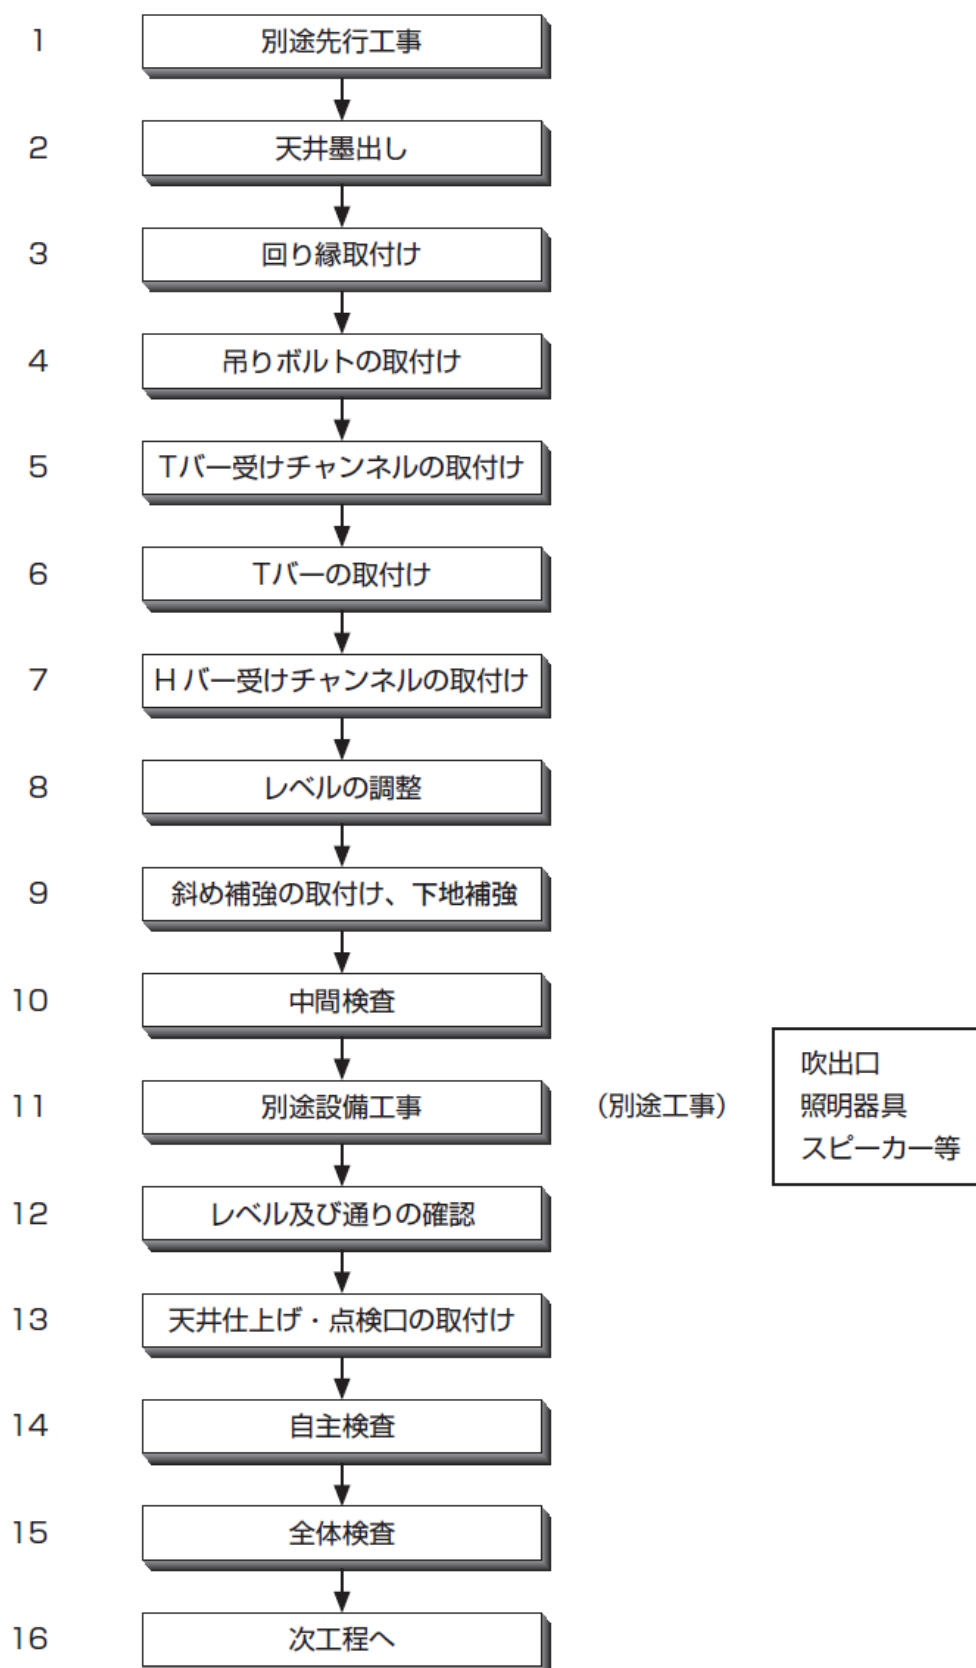 1 別途先行工事
2 天井墨出し
3 回り縁取付け
4 吊りボルトの取付け
5 Tバー受けチャンネルの取付け
6 Tバーの取付け
7 Hバー受けチャンネルの取付け
8 レベルの調整
9 斜め補強の取付け、下地補強
10 中間検査
11 別途設備工事 (別途工事)
吹出口
照明器具
スピーカー等
12 レベル及び通りの確認
13 天井仕上げ・点検口の取付け
14 自主検査
15 全体検査
16 次工程へ